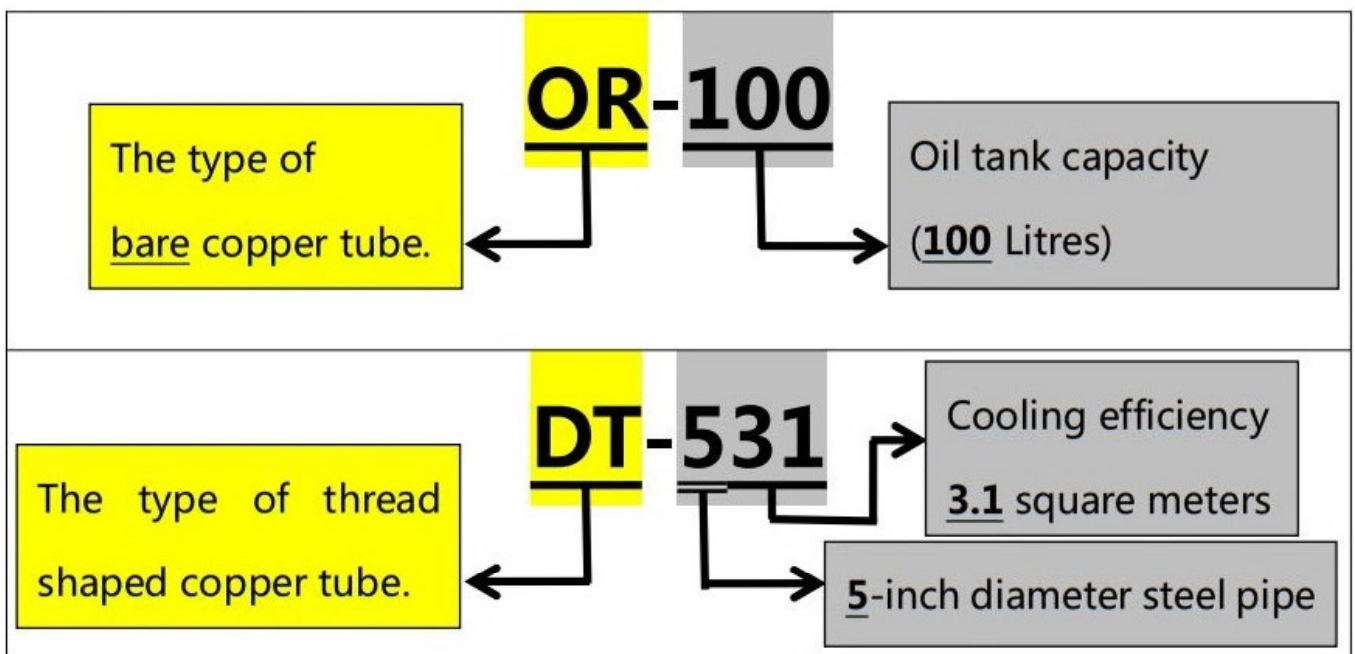 OR-100
The type of
bare copper tube.
Oil tank capacity
(100 Litres)
DT-531
The type of thread
shaped copper tube.
Cooling efficiency
3.1 square meters
5-inch diameter steel pipe